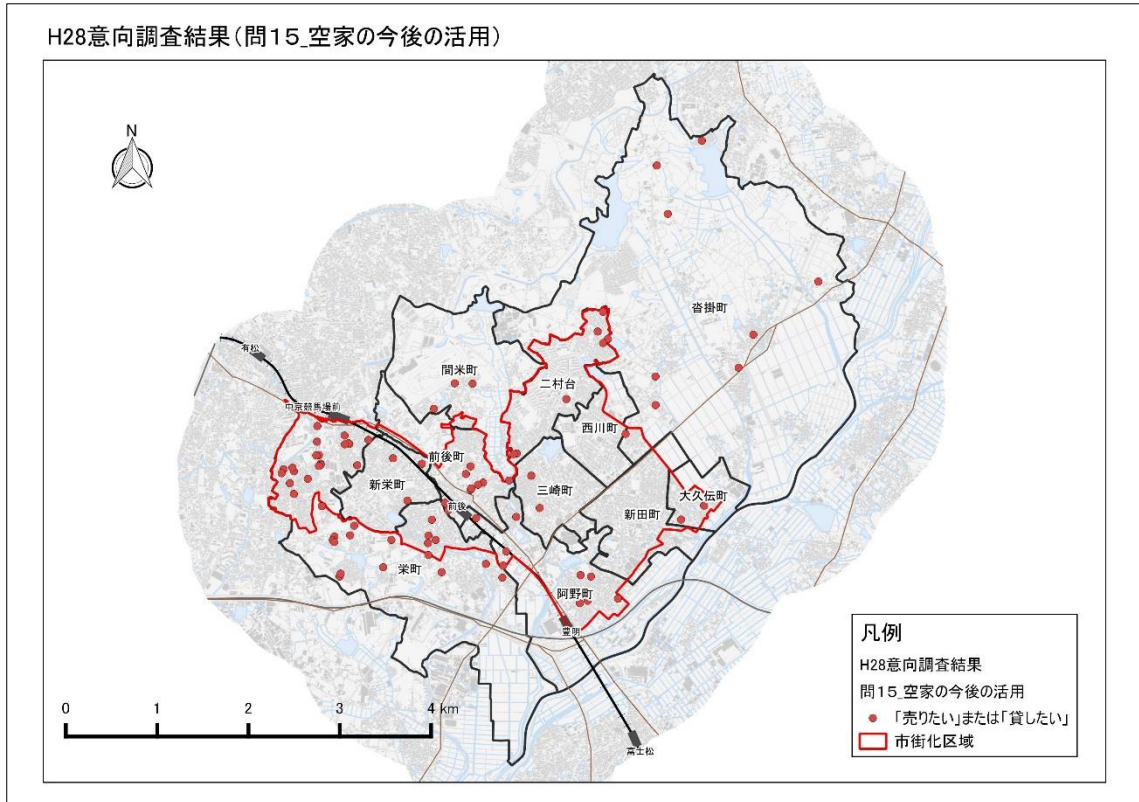 H28意向調査結果(問15_空家の今後の活用)
N
沓掛町
有松
間米町
二村台
中京競馬場前
西川町
前後町
新栄町
三崎町
大久伝町
前後
新田町
栄町
阿野町
豊明
富士松
0 1 2 3 4 km
凡例
H28意向調査結果
問15_空家の今後の活用
「売りたい」または「貸したい」
市街化区域